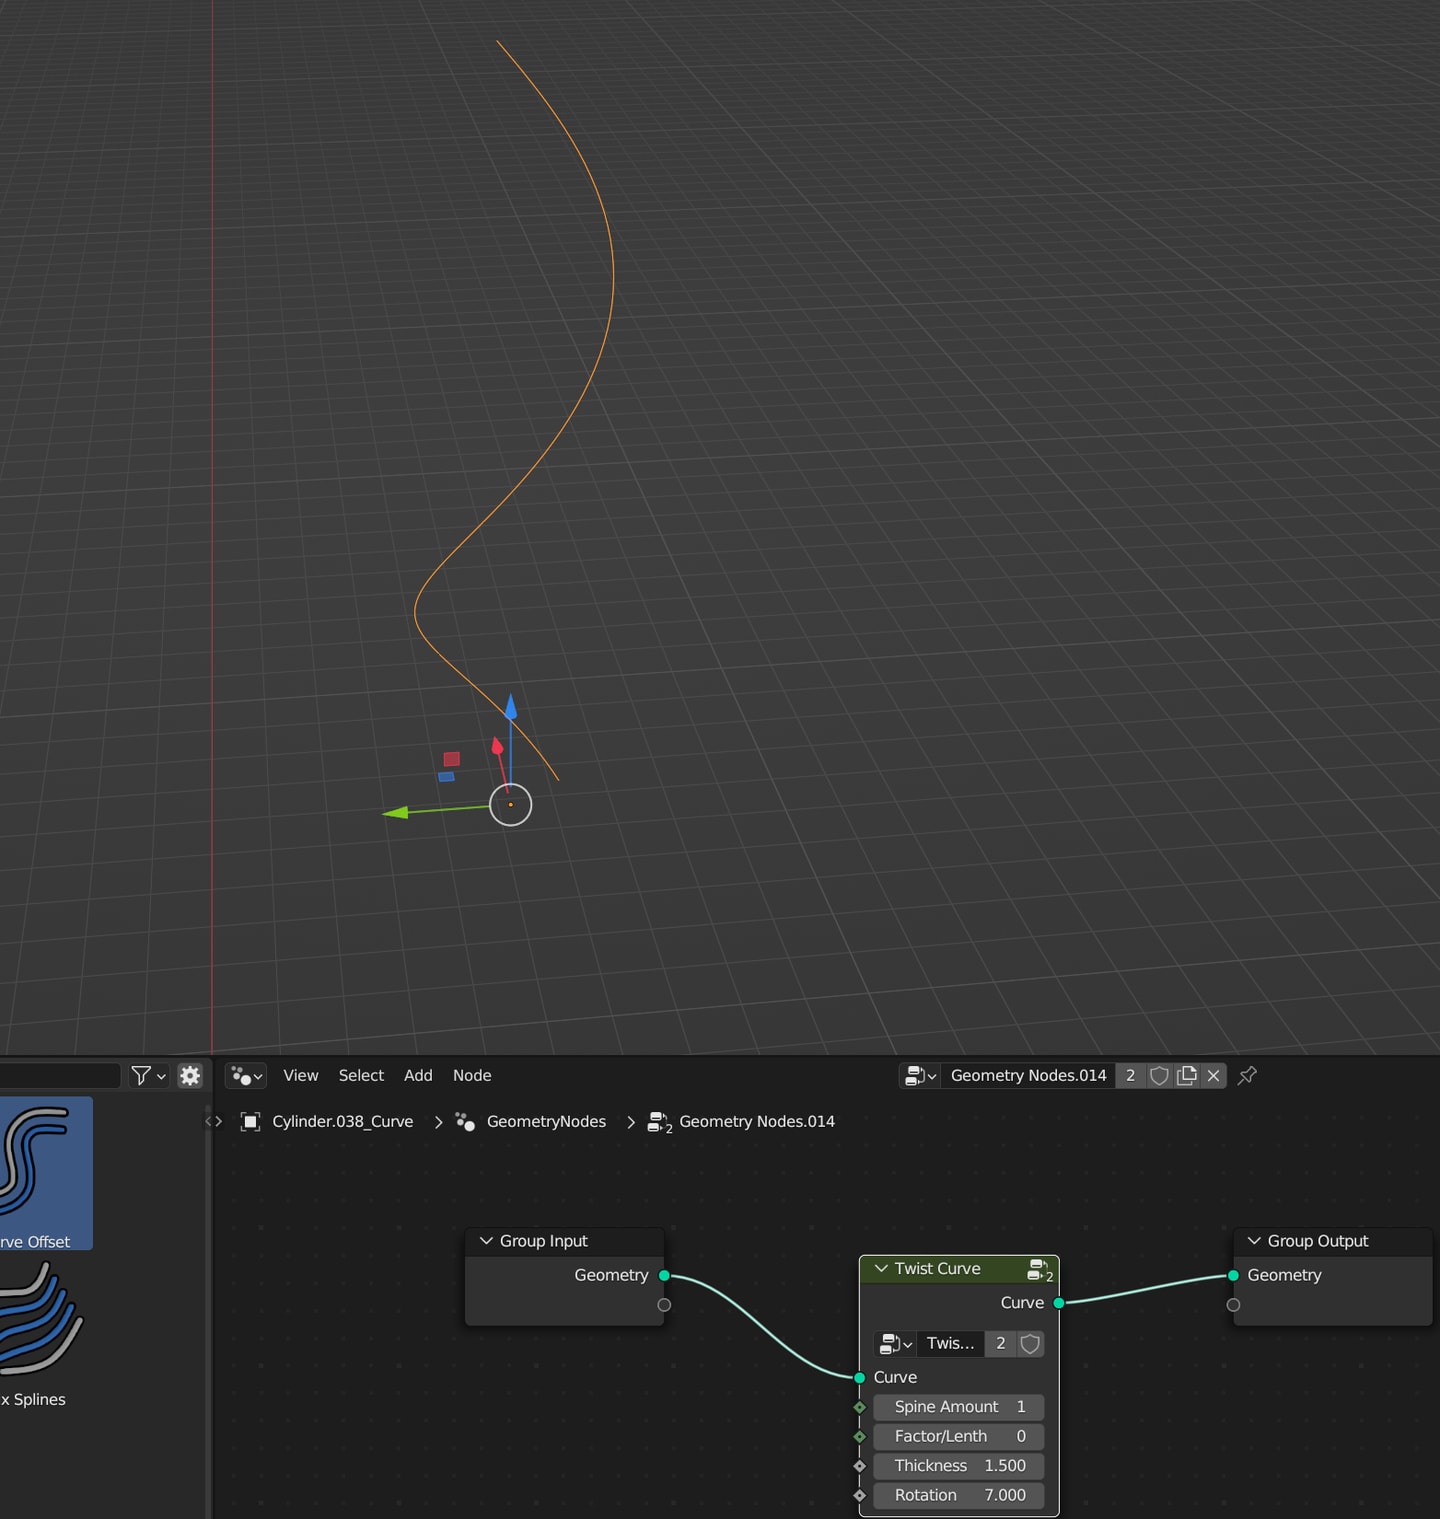 View Select Add Node
Geometry Nodes.014 2
Cylinder.038_Curve > GeometryNodes > 2 Geometry Nodes.014
rve Offset
x Splines
Group Input
Geometry
Twist Curve 2
Curve
Twis... 2
Curve
Spine Amount 1
Factor/Lenth 0
Thickness 1.500
Rotation 7.000
Group Output
Geometry